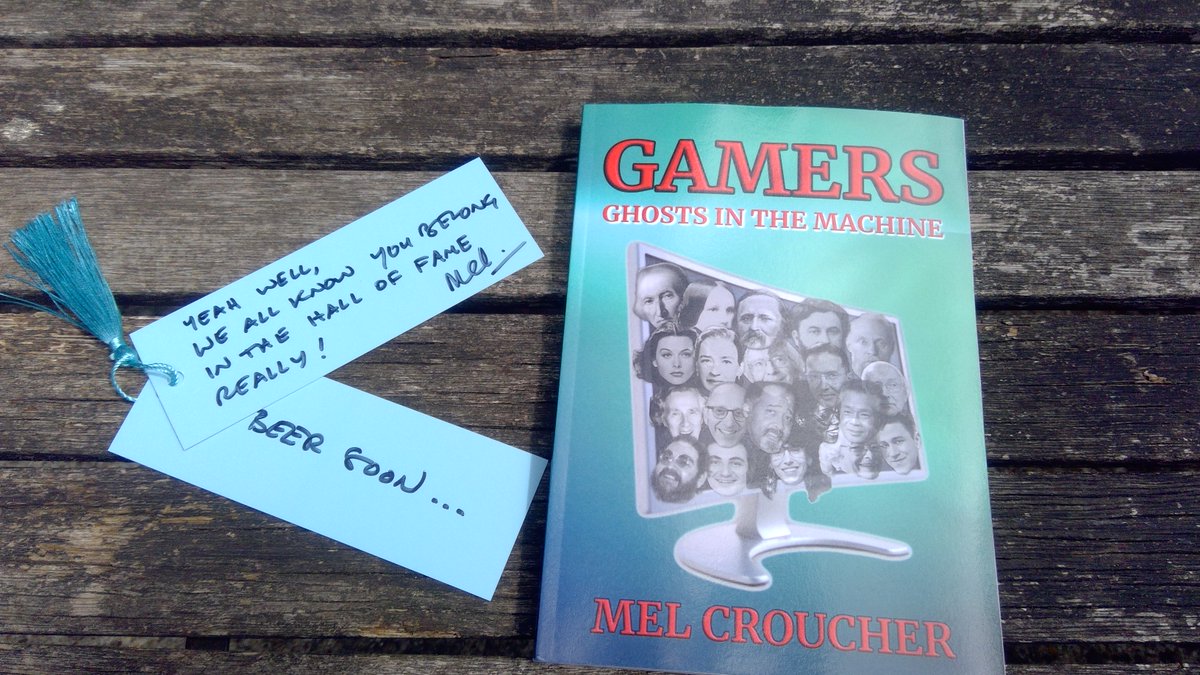 YEAH WELL,
WE ALL KNOW YOU BELONG
IN THE HALL OF FAME
REALLY!
Mel.
BEER SOON...
GAMERS
GHOSTS IN THE MACHINE
MEL CROUCHER